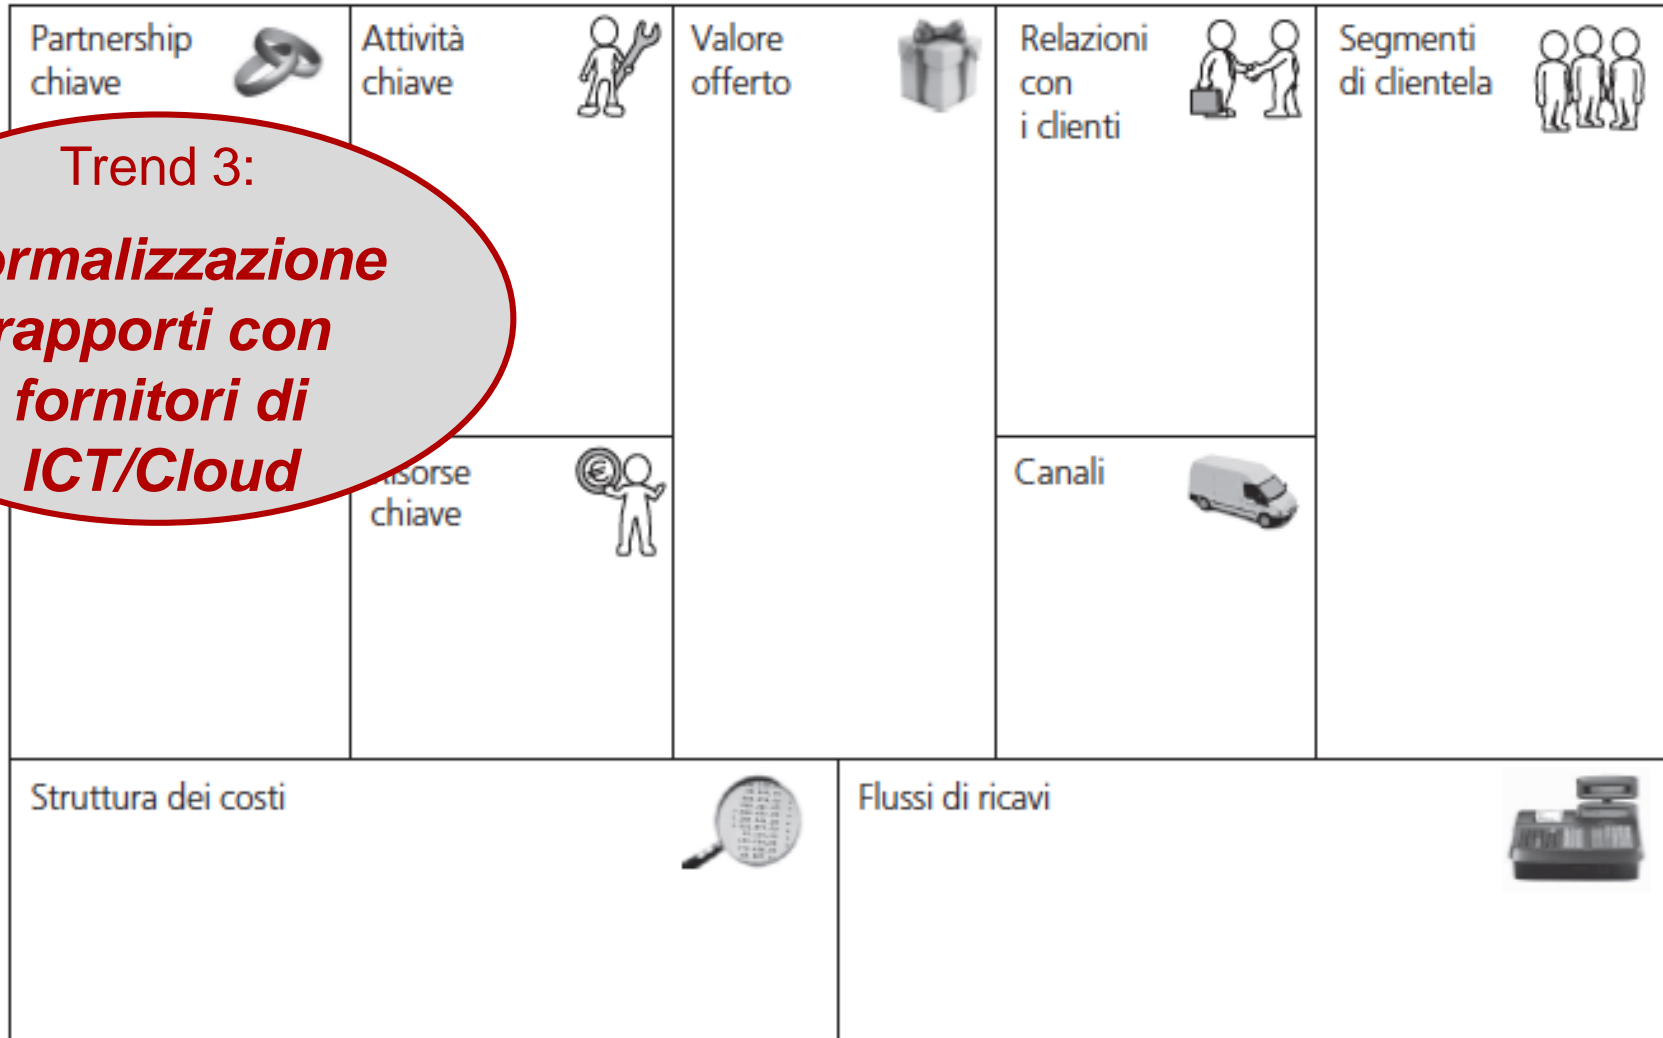 Partnership
chiave
Attività
chiave
Valore
offerto
Relazioni
con
i clienti
Segmenti
di clientela
Trend 3:
ormalizzazione
rapporti con
fornitori di
ICT/Cloud
isorse
chiave
Canali
Struttura dei costi
Flussi di ricavi